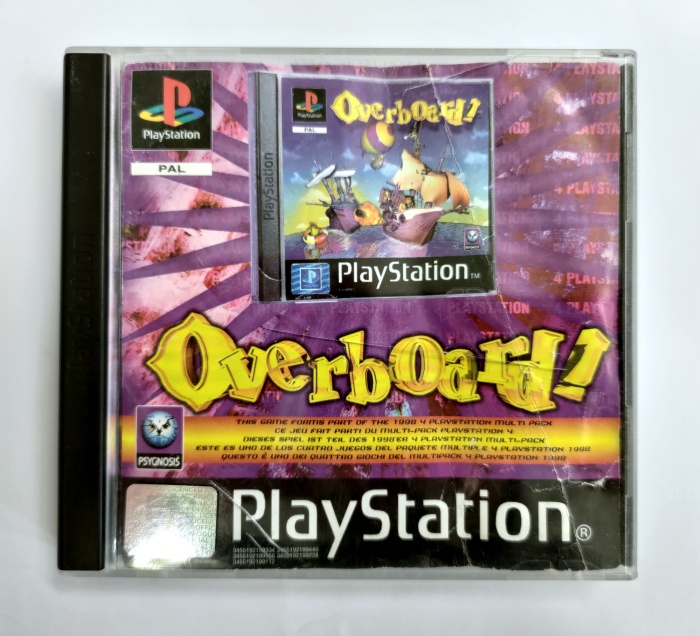 PlayStation
PAL
PlayStation
PAL
Overboard!
PlayStation
PlayStation™
Overboard!
THIS GAME FORMS PART OF THE 1998 4 PLAYSTATION MULTI PACK
CE JEU FAIT PARTI DU MULTI-PACK PLAYSTATION 4
DIESES SPIEL IST TEIL DES 1998ER 4 PLAYSTATION MULTI PACK
ESTE ES UNO DE LOS CUATRO JUEGOS DEL PAQUETE MULTIPLE 4 PLAYSTATION 1998
QUESTO È UNO DEI QUATTRO GIOCHI DEL MULTIPACK 4 PLAYSTATION 1998
PSYGNOSIS
PlayStation®